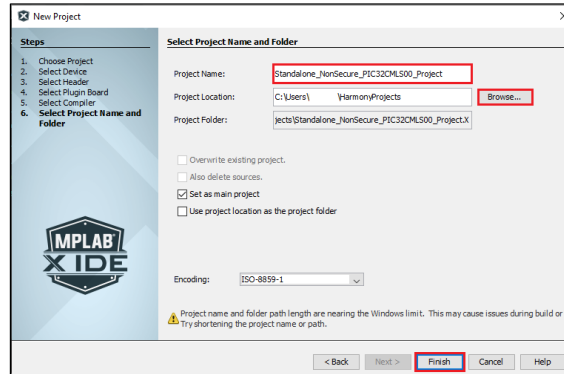 New Project
Steps
1. Choose Project
2. Select Device
3. Select Header
4. Select Plugin Board
5. Select Compiler
6. Select Project Name and
Folder
MPLAB
X IDE
Select Project Name and Folder
Project Name: Standalone_NonSecure_PIC32CMLS00_Project
Project Location: C:\Users\ \HarmonyProjects Browse...
Project Folder: jects\Standalone_NonSecure_PIC32CMLS00_Project.X
Overwrite existing project.
Also delete sources.
Set as main project
Use project location as the project folder
Encoding: ISO-8859-1
Project name and folder path length are nearing the Windows limit. This may cause issues during build or
Try shortening the project name or path.
< Back Next > Finish Cancel Help